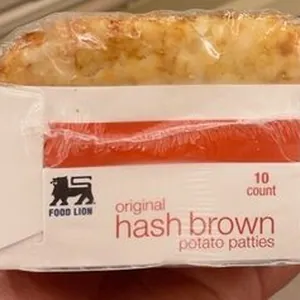 10
count
FOOD LION
original
hash brown
potato patties